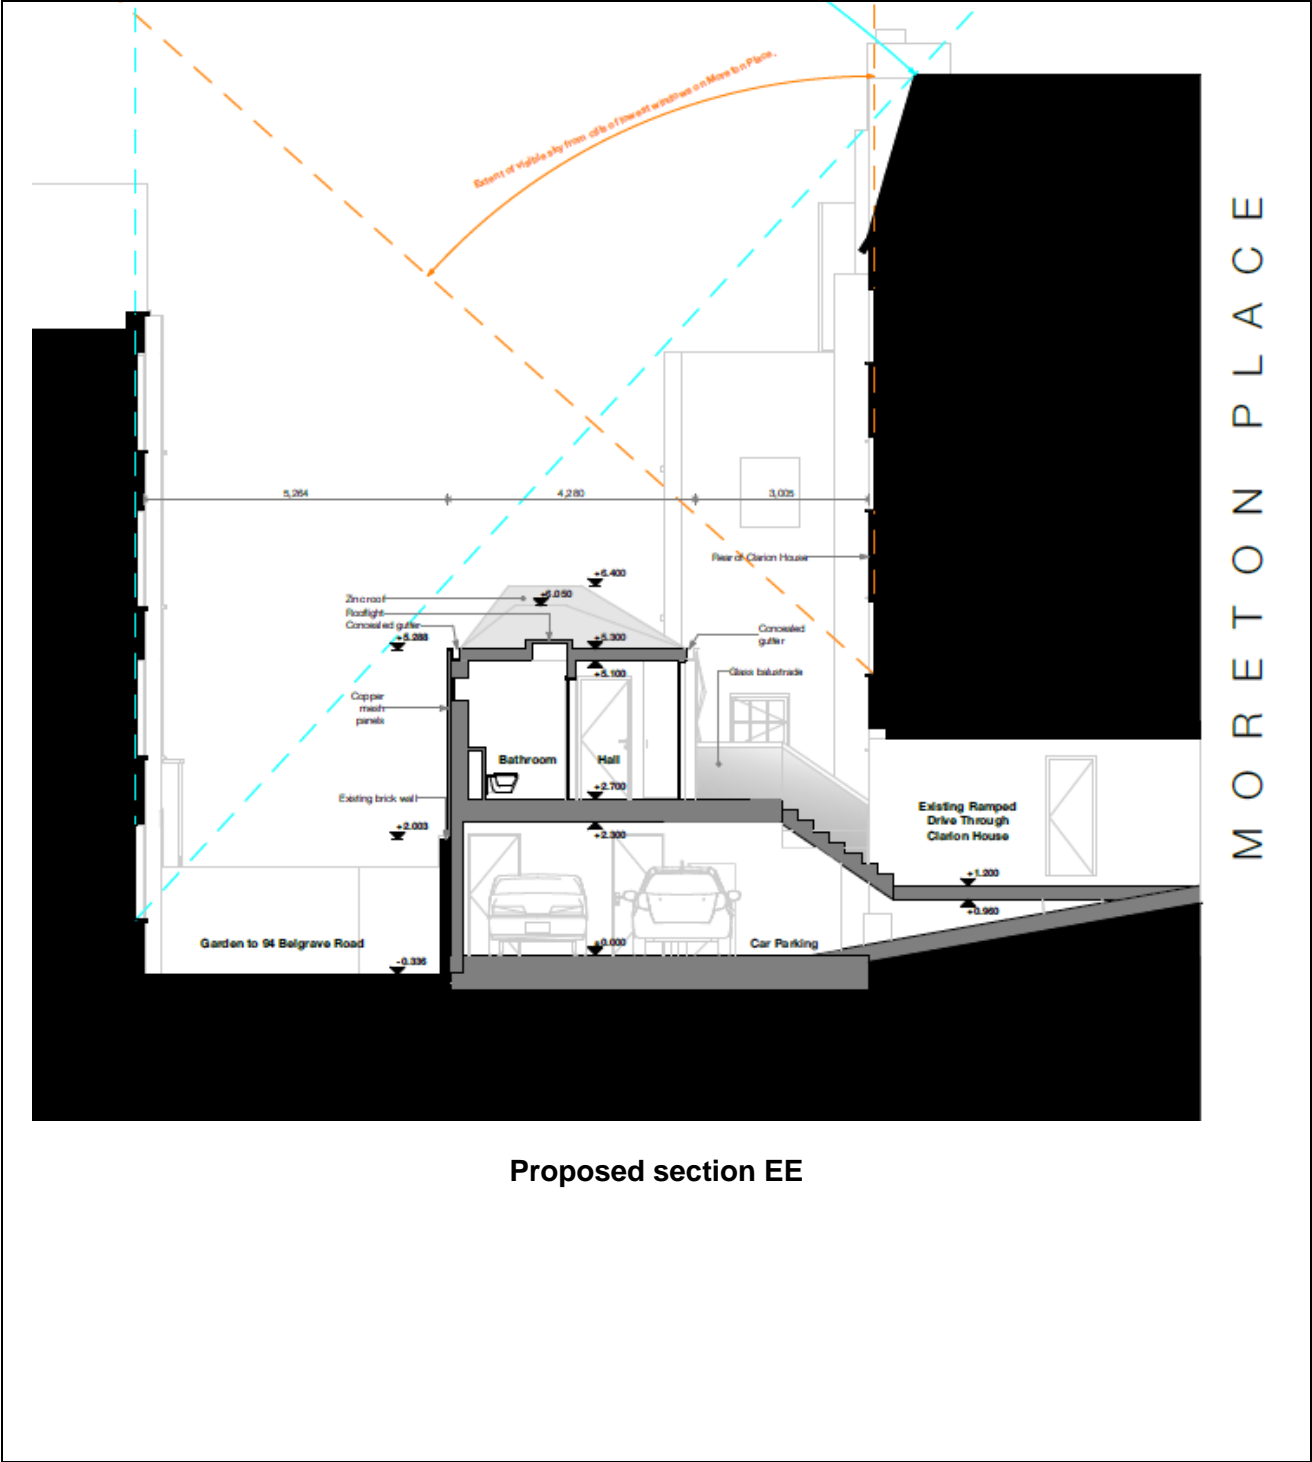 Extent of visible sky from cills of lowest windows on Moreton Place.
MORETON PLACE
5,264
4,280
3,005
Rear of Clarion House
+6.400
+6.050
Zinc roof
Rooflight
Concealed gutter
+5.288
+5.300
Concealed
gutter
+5.100
Glass balustrade
Copper
mesh
panels
Bathroom
Hall
+2.700
Existing brick wall
+2.003
+2.300
Existing Ramped
Drive Through
Clarion House
+1.200
+0.960
Garden to 94 Belgrave Road
±0.000
Car Parking
-0.336
Proposed section EE